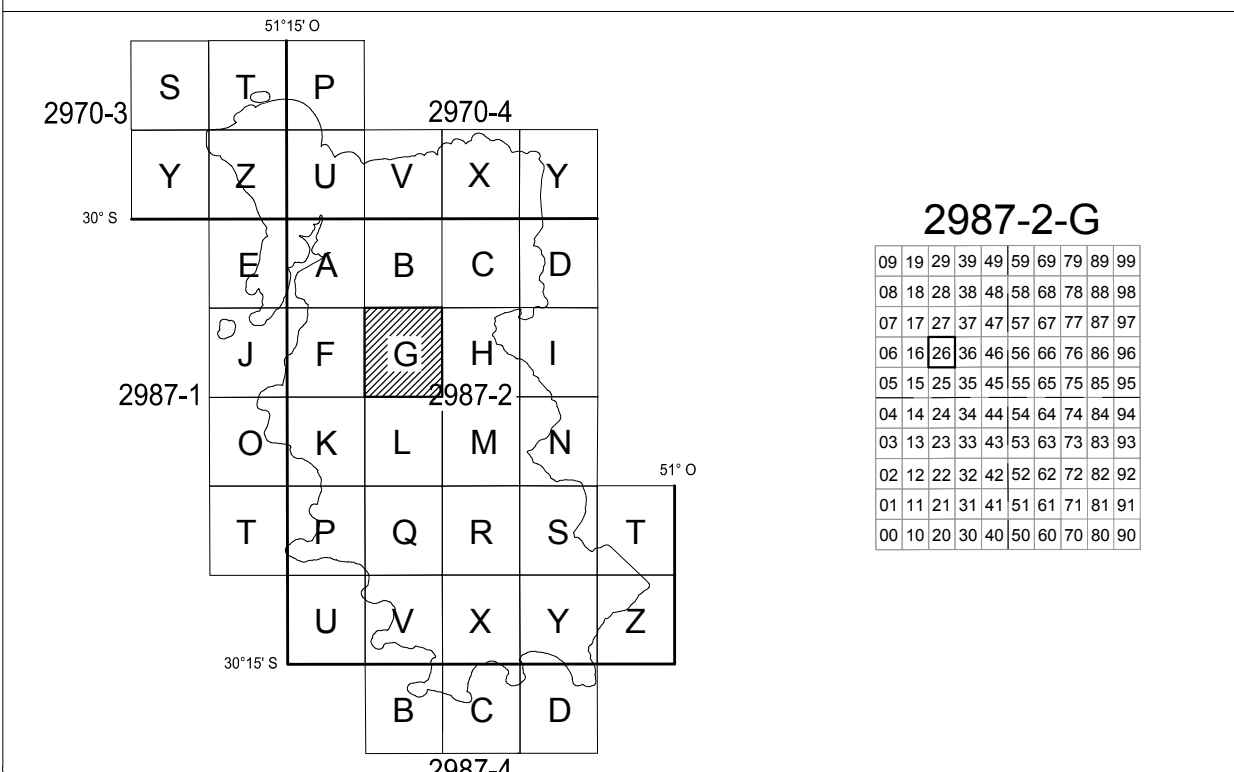 51°15' O
S T P
2970-3 2970-4
Y Z U V X Y
30° S
E A B C D
J F G H I
2987-1 2987-2
O K L M N
51° O
T P Q R S T
U V X Y Z
30°15' S
B C D
2987-4
2987-2-G
09 19 29 39 49 59 69 79 89 99
08 18 28 38 48 58 68 78 88 98
07 17 27 37 47 57 67 77 87 97
06 16 26 36 46 56 66 76 86 96
05 15 25 35 45 55 65 75 85 95
04 14 24 34 44 54 64 74 84 94
03 13 23 33 43 53 63 73 83 93
02 12 22 32 42 52 62 72 82 92
01 11 21 31 41 51 61 71 81 91
00 10 20 30 40 50 60 70 80 90